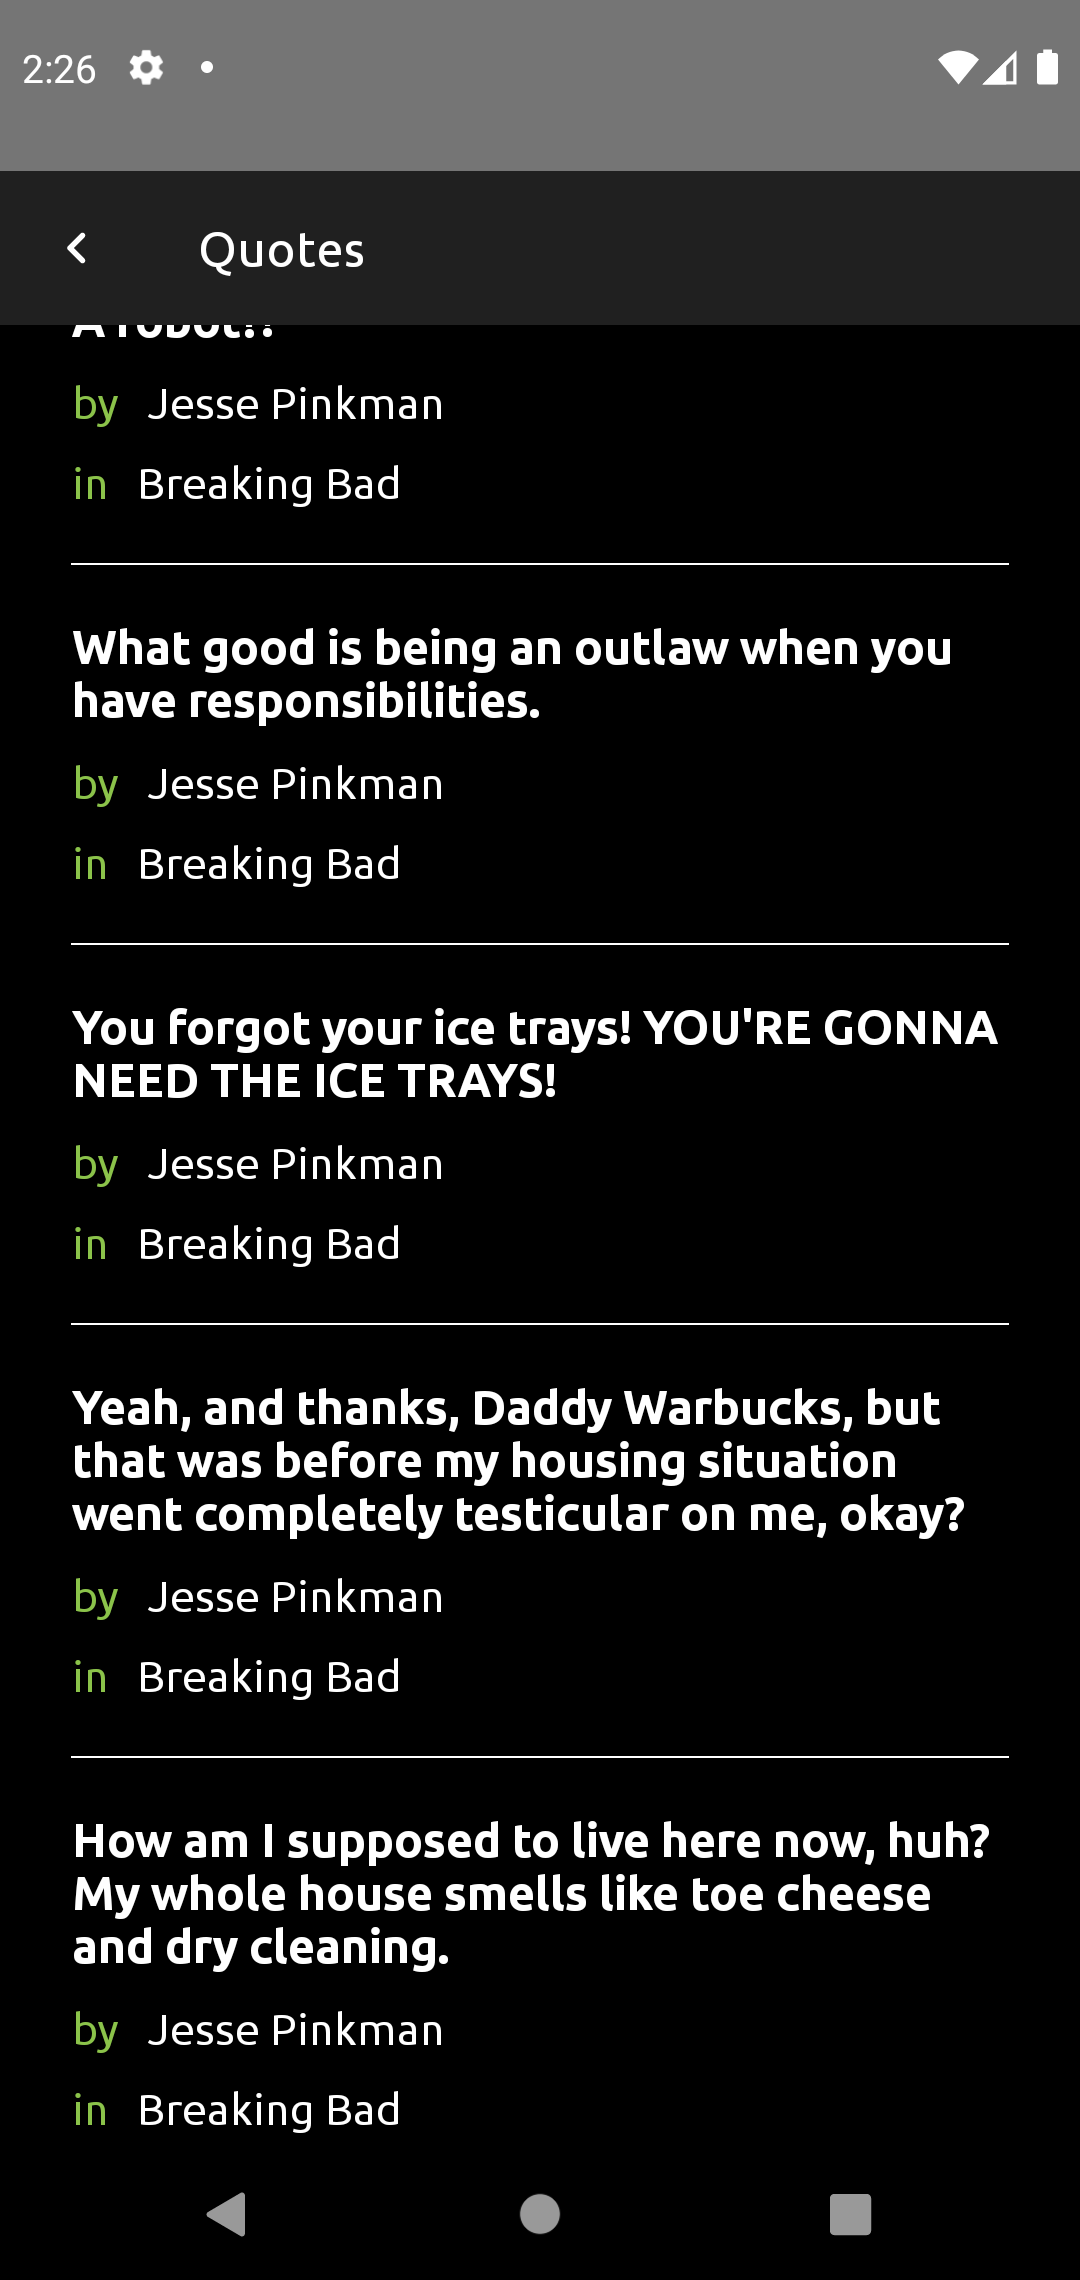 2:26
Quotes
A robot!?
by Jesse Pinkman
in Breaking Bad
What good is being an outlaw when you
have responsibilities.
by Jesse Pinkman
in Breaking Bad
You forgot your ice trays! YOU'RE GONNA
NEED THE ICE TRAYS!
by Jesse Pinkman
in Breaking Bad
Yeah, and thanks, Daddy Warbucks, but
that was before my housing situation
went completely testicular on me, okay?
by Jesse Pinkman
in Breaking Bad
How am I supposed to live here now, huh?
My whole house smells like toe cheese
and dry cleaning.
by Jesse Pinkman
in Breaking Bad